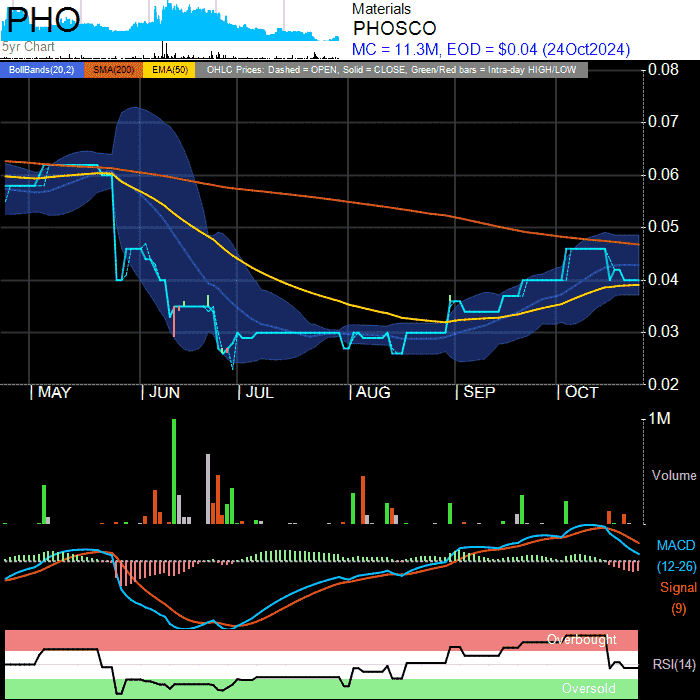 PHO
5yr Chart
Materials
PHOSCO
MC = 11.3M, EOD = $0.04 (24Oct2024)
BollBands(20,2) SMA(200) EMA(50) OHLC Prices: Dashed = OPEN, Solid = CLOSE, Green/Red bars = Intra-day HIGH/LOW
0.08
0.07
0.06
0.05
0.04
0.03
0.02
MAY JUN JUL AUG SEP OCT
1M
Volume
MACD
(12-26)
Signal
(9)
Overbought
RSI(14)
Oversold